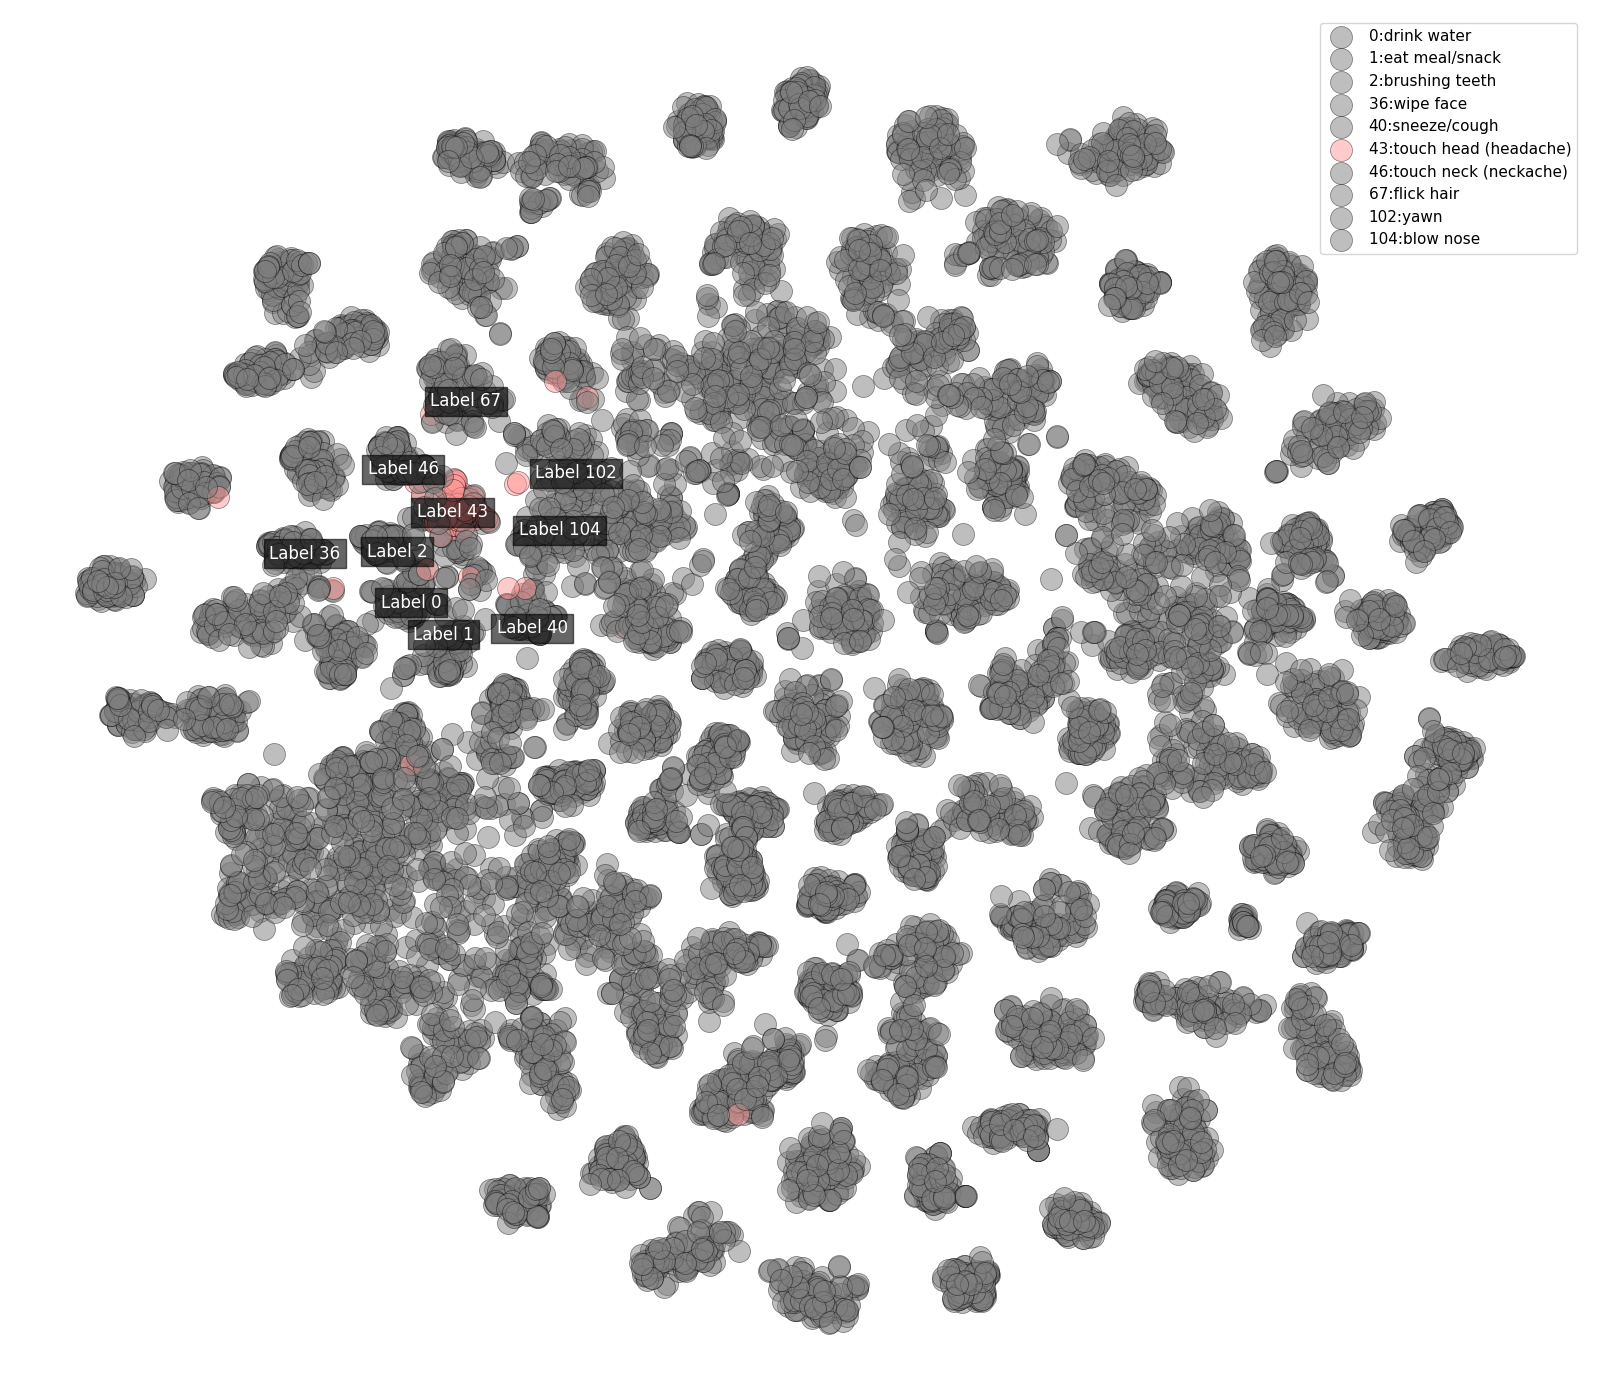 0:drink water
1:eat meal/snack
2:brushing teeth
36:wipe face
40:sneeze/cough
43:touch head (headache)
46:touch neck (neckache)
67:flick hair
102:yawn
104:blow nose
Label 67
Label 46
Label 102
Label 43
Label 104
Label 36
Label 2
Label 0
Label 40
Label 1